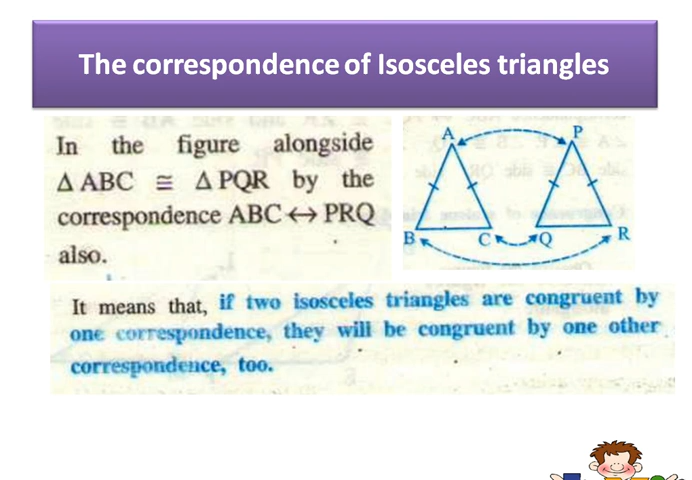 The correspondence of Isosceles triangles
In the figure alongside
Δ ABC ≅ Δ PQR by the
correspondence ABC ↔ PRQ
also.
A P
B C Q R
It means that, if two isosceles triangles are congruent by
one correspondence, they will be congruent by one other
correspondence, too.